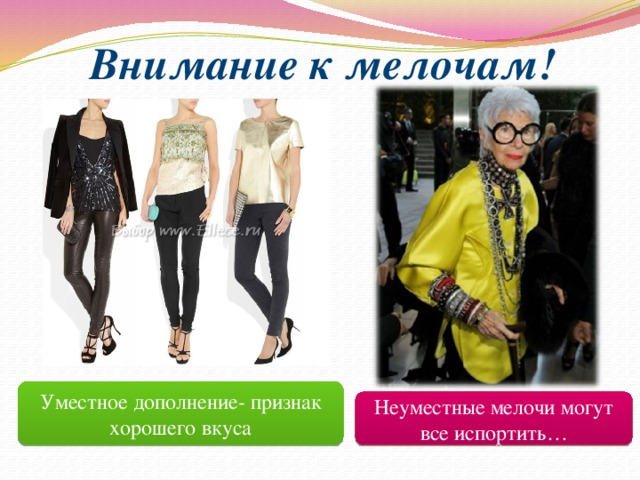 Внимание к мелочам!
Выбор www.Ellece.ru
Уместное дополнение- признак
хорошего вкуса
Неуместные мелочи могут
все испортить…